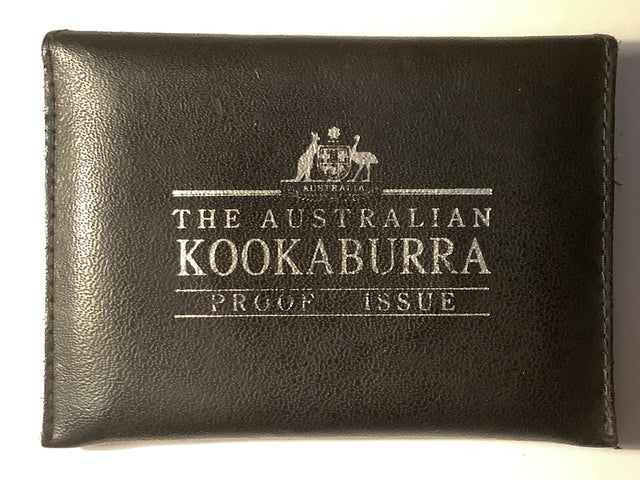 AUSTRALIA
THE AUSTRALIAN
KOOKABURRA
PROOF ISSUE